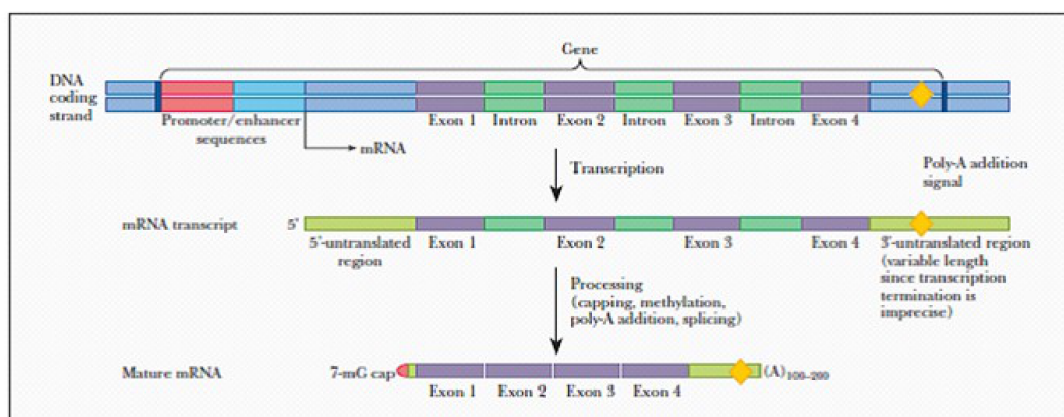 Gene
DNA
coding
strand
Promoter/enhancer
sequences
Exon 1 Intron Exon 2 Intron Exon 3 Intron Exon 4
mRNA
Transcription
Poly-A addition
signal
mRNA transcript
5'
5'-untranslated
region
Exon 1 Exon 2 Exon 3 Exon 4
3'-untranslated region
(variable length
since transcription
termination is
imprecise)
Processing
(capping, methylation,
poly-A addition, splicing)
Mature mRNA
7-mG cap
(A)100–200
Exon 1 Exon 2 Exon 3 Exon 4